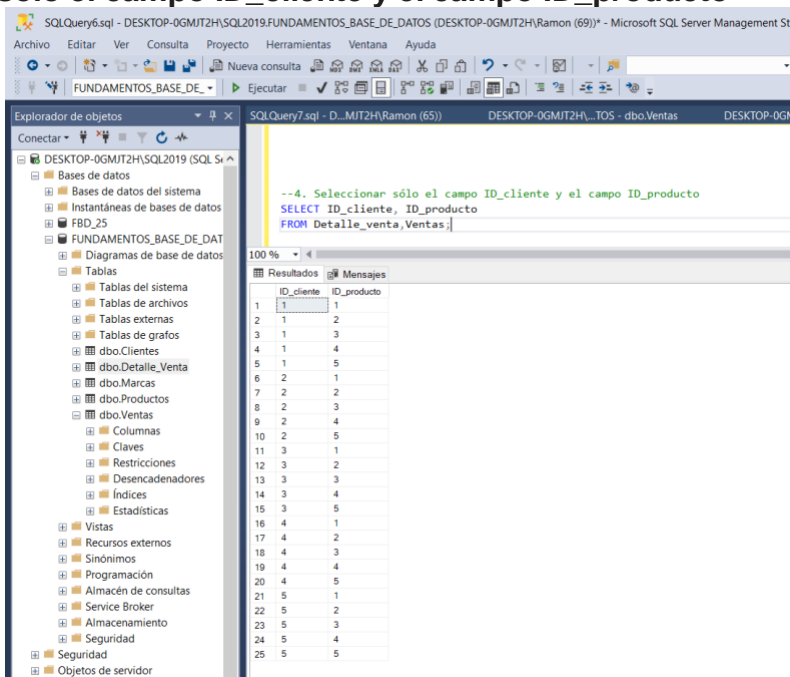 sólo el campo ID_cliente y el campo ID_producto
SQLQuery6.sql - DESKTOP-0GMJT2H\SQL2019.FUNDAMENTOS_BASE_DE_DATOS (DESKTOP-0GMJT2H\Ramon (69))* - Microsoft SQL Server Management St
Archivo Editar Ver Consulta Proyecto Herramientas Ventana Ayuda
Nueva consulta
FUNDAMENTOS_BASE_DE_ Ejecutar
Explorador de objetos
SQLQuery7.sql - D...MJT2H\Ramon (65)) DESKTOP-0GMJT2H\...TOS - dbo.Ventas DESKTOP-0GM
Conectar
DESKTOP-0GMJT2H\SQL2019 (SQL Se
Bases de datos
Bases de datos del sistema
Instantáneas de bases de datos
FBD_25
FUNDAMENTOS_BASE_DE_DAT
Diagramas de base de datos
Tablas
Tablas del sistema
Tablas de archivos
Tablas externas
Tablas de grafos
dbo.Clientes
dbo.Detalle_Venta
dbo.Marcas
dbo.Productos
dbo.Ventas
Columnas
Claves
Restricciones
Desencadenadores
Índices
Estadísticas
Vistas
Recursos externos
Sinónimos
Programación
Almacén de consultas
Service Broker
Almacenamiento
Seguridad
Seguridad
Objetos de servidor
--4. Seleccionar sólo el campo ID_cliente y el campo ID_producto
SELECT ID_cliente, ID_producto
FROM Detalle_venta,Ventas;
100 %
Resultados Mensajes
ID_cliente ID_producto
1 1 1
2 1 2
3 1 3
4 1 4
5 1 5
6 2 1
7 2 2
8 2 3
9 2 4
10 2 5
11 3 1
12 3 2
13 3 3
14 3 4
15 3 5
16 4 1
17 4 2
18 4 3
19 4 4
20 4 5
21 5 1
22 5 2
23 5 3
24 5 4
25 5 5